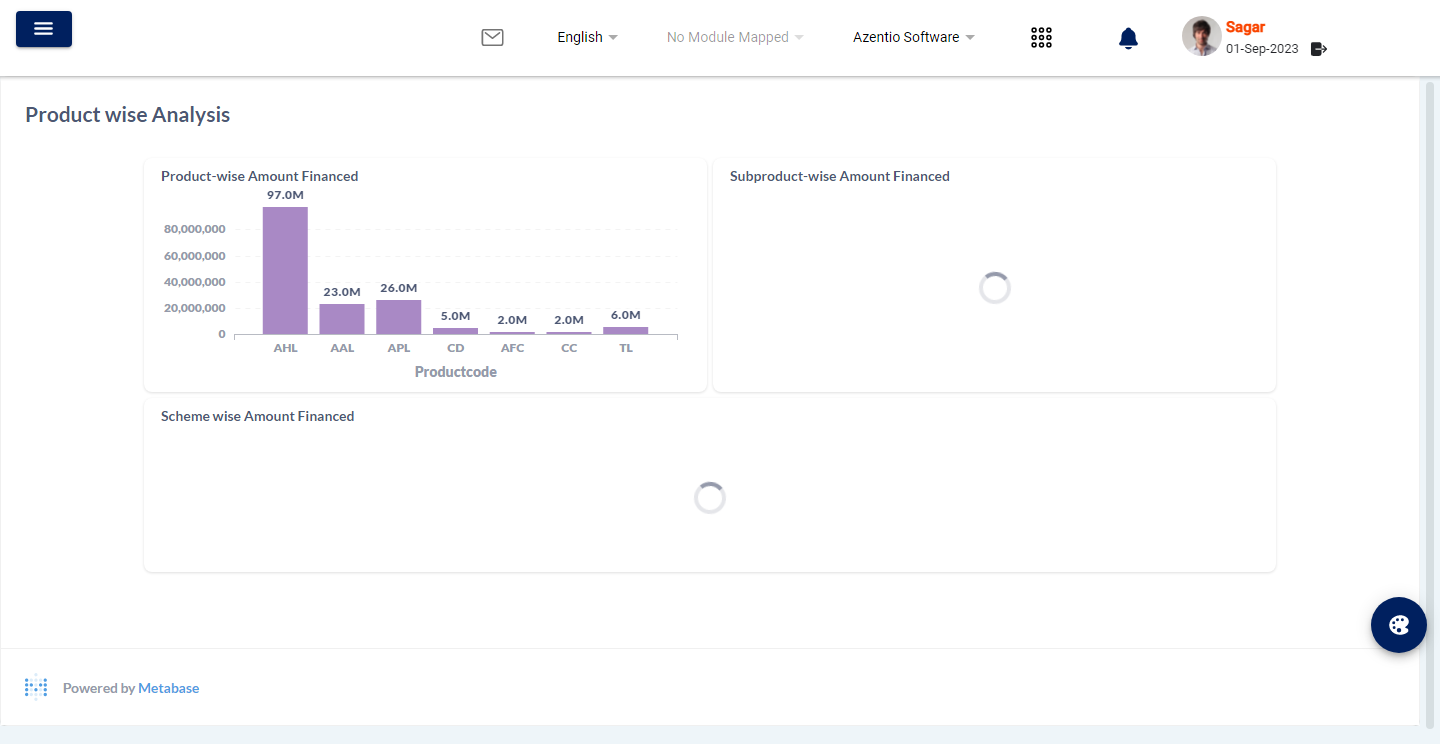 English
No Module Mapped
Azentio Software
Sagar
01-Sep-2023
Product wise Analysis
Product-wise Amount Financed
97.0M
80,000,000
60,000,000
40,000,000
20,000,000
0
23.0M
26.0M
5.0M
2.0M
2.0M
6.0M
AHL
AAL
APL
CD
AFC
CC
TL
Productcode
Subproduct-wise Amount Financed
Scheme wise Amount Financed
Powered by Metabase